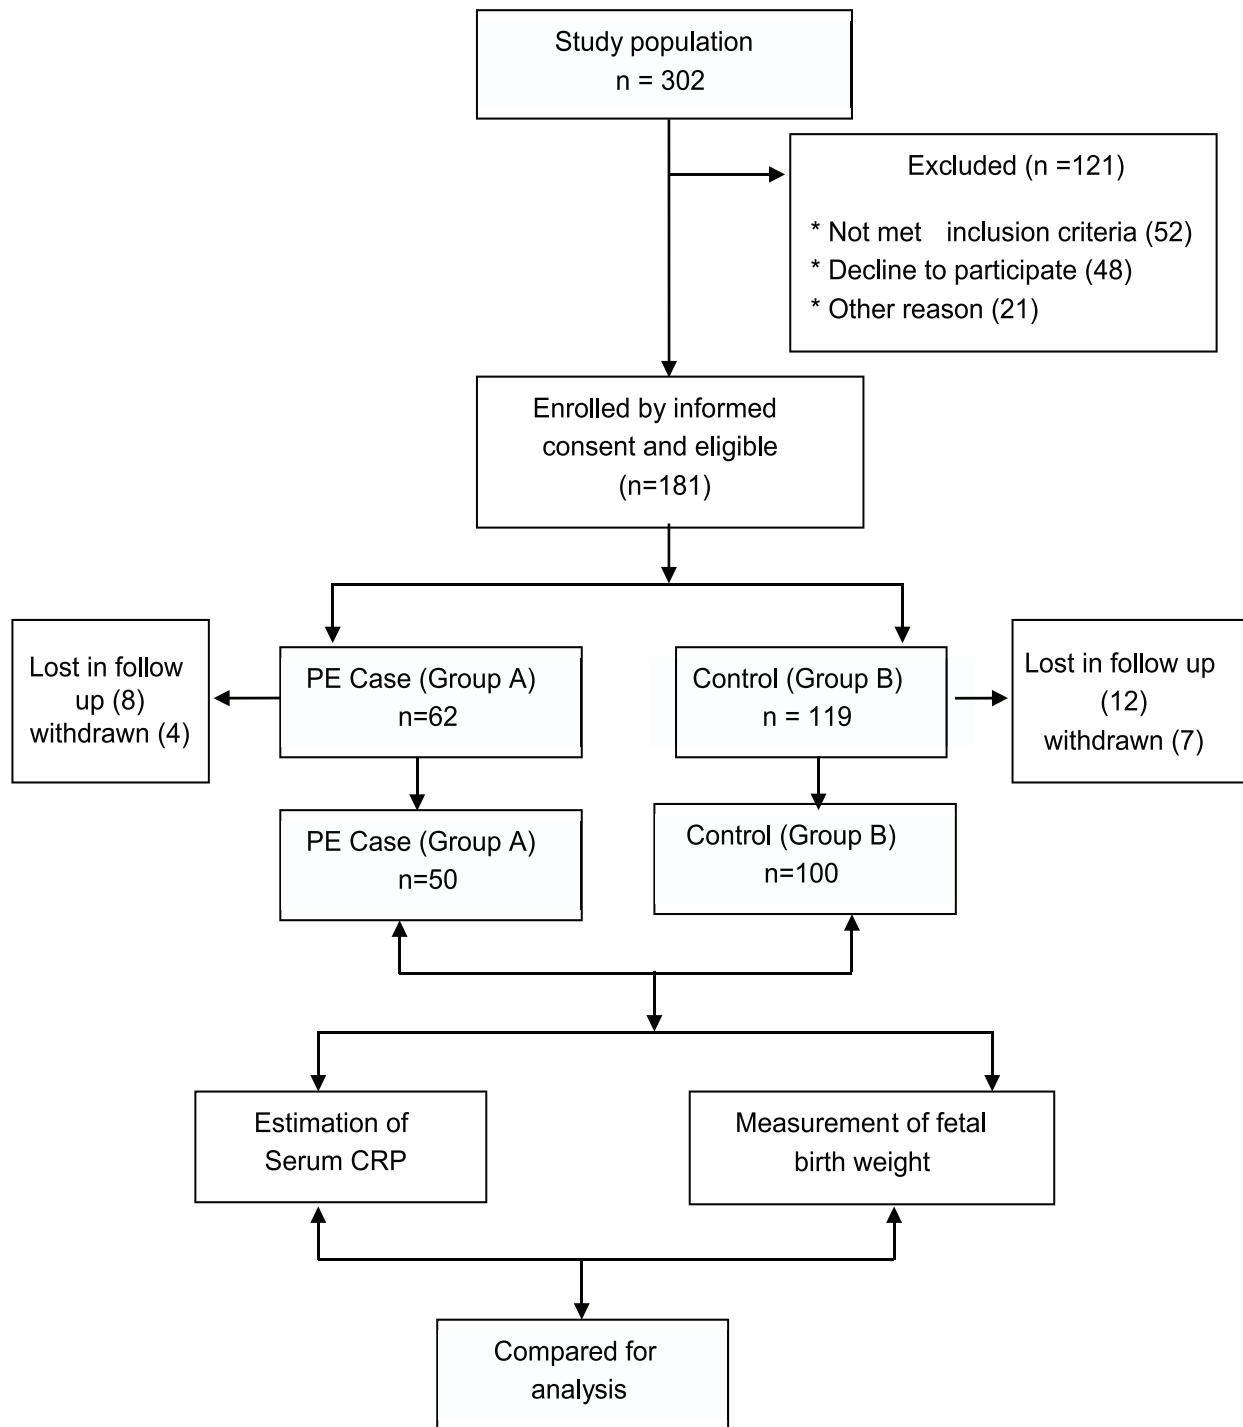 Study population
n = 302
Excluded (n =121)
* Not met inclusion criteria (52)
* Decline to participate (48)
* Other reason (21)
Enrolled by informed
consent and eligible
(n=181)
Lost in follow
up (8)
withdrawn (4)
PE Case (Group A)
n=62
Control (Group B)
n = 119
Lost in follow up
(12)
withdrawn (7)
PE Case (Group A)
n=50
Control (Group B)
n=100
Estimation of
Serum CRP
Measurement of fetal
birth weight
Compared for
analysis